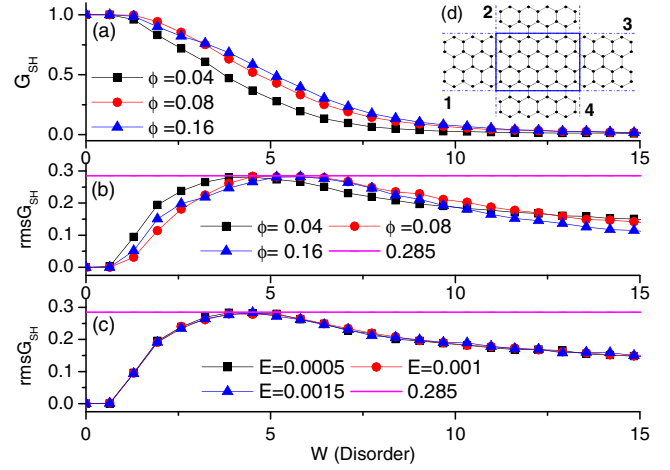 1.0
0.5
0.0
G_SH
(a)
ϕ =0.04
ϕ =0.08
ϕ =0.16
(d)
2
3
1
4
0 5 10 15
0.3
0.2
0.1
0.0
rmsG_SH
(b)
ϕ= 0.04 ϕ =0.08
ϕ= 0.16 0.285
0 5 10 15
0.3
0.2
0.1
0.0
rmsG_SH
(c)
E=0.0005 E=0.001
E=0.0015 0.285
0 5 10 15
W (Disorder)